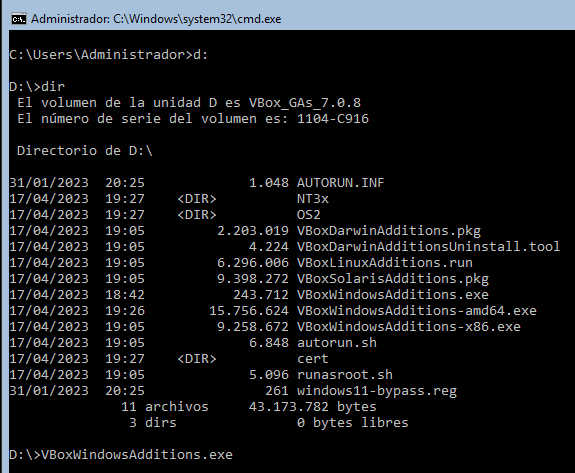 Administrador: C:\Windows\system32\cmd.exe
C:\Users\Administrador>d:
D:\>dir
El volumen de la unidad D es VBox_GAs_7.0.8
El número de serie del volumen es: 1104-C916
Directorio de D:\
31/01/2023  20:25             1.048 AUTORUN.INF
17/04/2023  19:27    <DIR>          NT3x
17/04/2023  19:27    <DIR>          OS2
17/04/2023  19:05         2.203.019 VBoxDarwinAdditions.pkg
17/04/2023  19:05             4.224 VBoxDarwinAdditionsUninstall.tool
17/04/2023  19:05         6.296.006 VBoxLinuxAdditions.run
17/04/2023  19:05         9.398.272 VBoxSolarisAdditions.pkg
17/04/2023  18:42           243.712 VBoxWindowsAdditions.exe
17/04/2023  19:26        15.756.624 VBoxWindowsAdditions-amd64.exe
17/04/2023  19:05         9.258.672 VBoxWindowsAdditions-x86.exe
17/04/2023  19:05             6.848 autorun.sh
17/04/2023  19:27    <DIR>          cert
17/04/2023  19:05             5.096 runasroot.sh
31/01/2023  20:25               261 windows11-bypass.reg
11 archivos     43.173.782 bytes
3 dirs               0 bytes libres
D:\>VBoxWindowsAdditions.exe